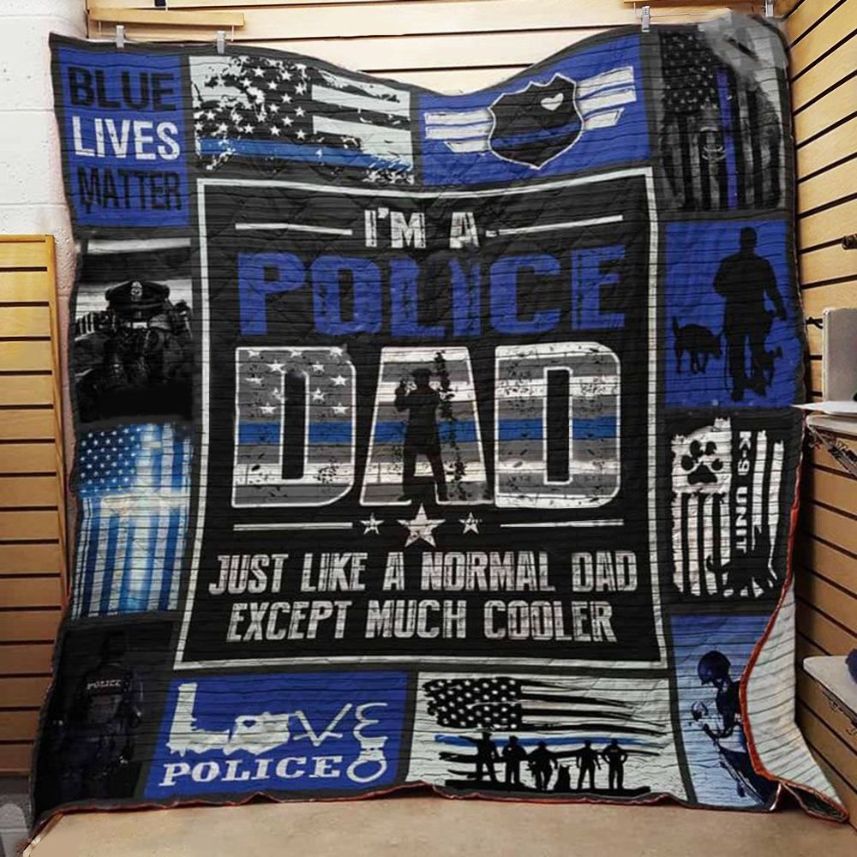 BLUE
LIVES
MATTER
I'M A
POLICE
DAD
JUST LIKE A NORMAL DAD
EXCEPT MUCH COOLER
K-9 UNIT
POLICE
LOVE
POLICE